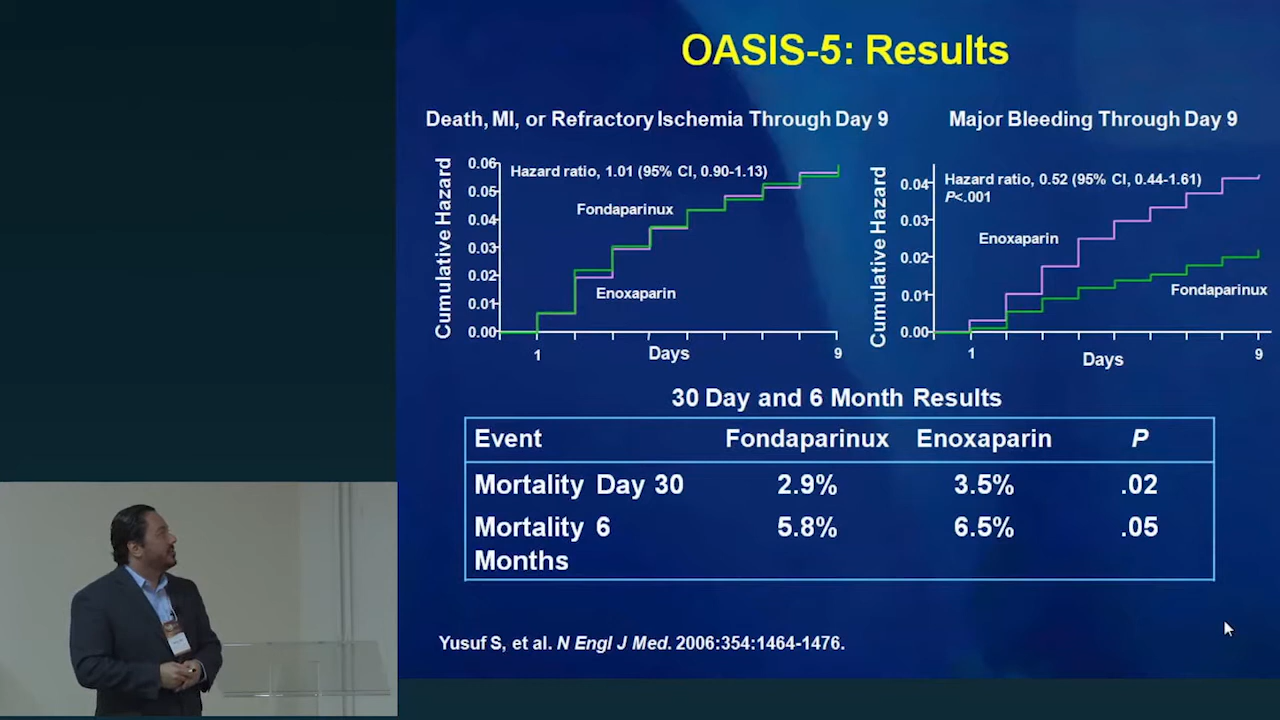 OASIS-5: Results
Death, MI, or Refractory Ischemia Through Day 9
Cumulative Hazard
0.06
0.05
0.04
0.03
0.02
0.01
0.00
Hazard ratio, 1.01 (95% CI, 0.90-1.13)
Fondaparinux
Enoxaparin
1
Days
9
Major Bleeding Through Day 9
Cumulative Hazard
0.04
0.03
0.02
0.01
0.00
Hazard ratio, 0.52 (95% CI, 0.44-1.61)
P<.001
Enoxaparin
Fondaparinux
1
Days
9
30 Day and 6 Month Results
Event Fondaparinux Enoxaparin P
Mortality Day 30 2.9% 3.5% .02
Mortality 6 5.8% 6.5% .05
Months
Yusuf S, et al. N Engl J Med. 2006:354:1464-1476.